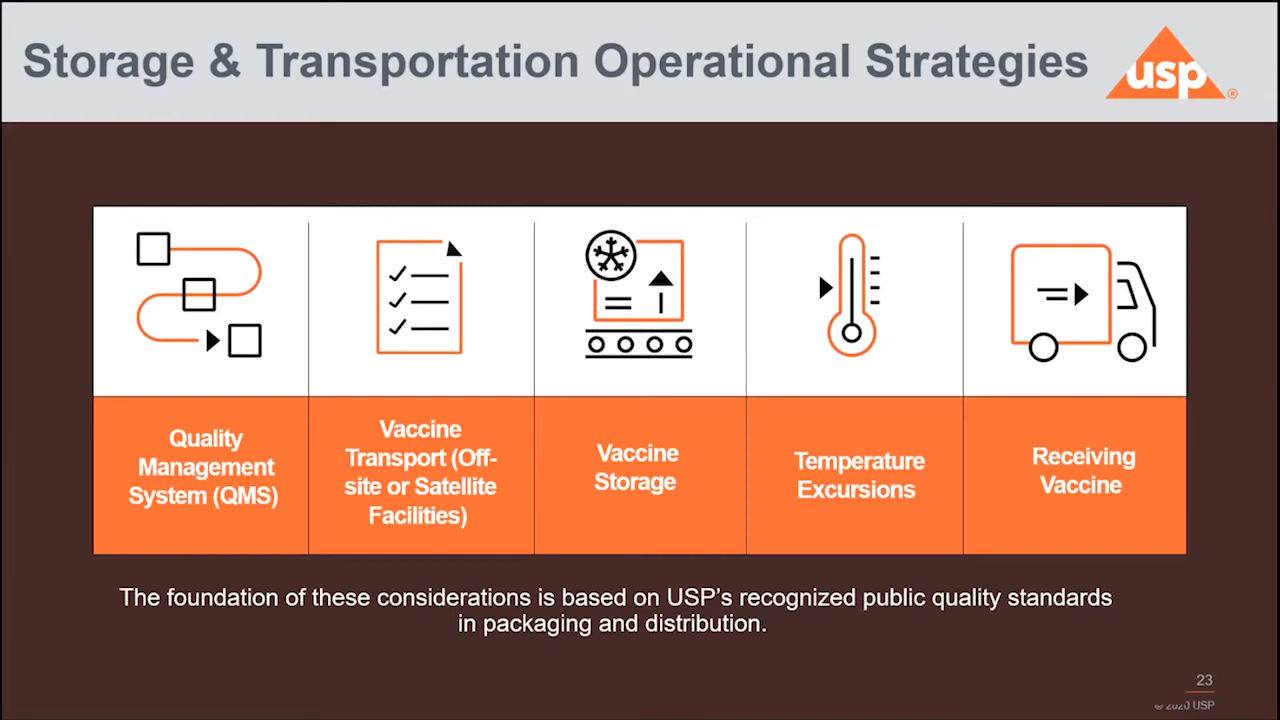 Storage & Transportation Operational Strategies
usp®
Quality
Management
System (QMS)
Vaccine
Transport (Off-
site or Satellite
Facilities)
Vaccine
Storage
Temperature
Excursions
Receiving
Vaccine
The foundation of these considerations is based on USP’s recognized public quality standards
in packaging and distribution.
23
© 2020 USP